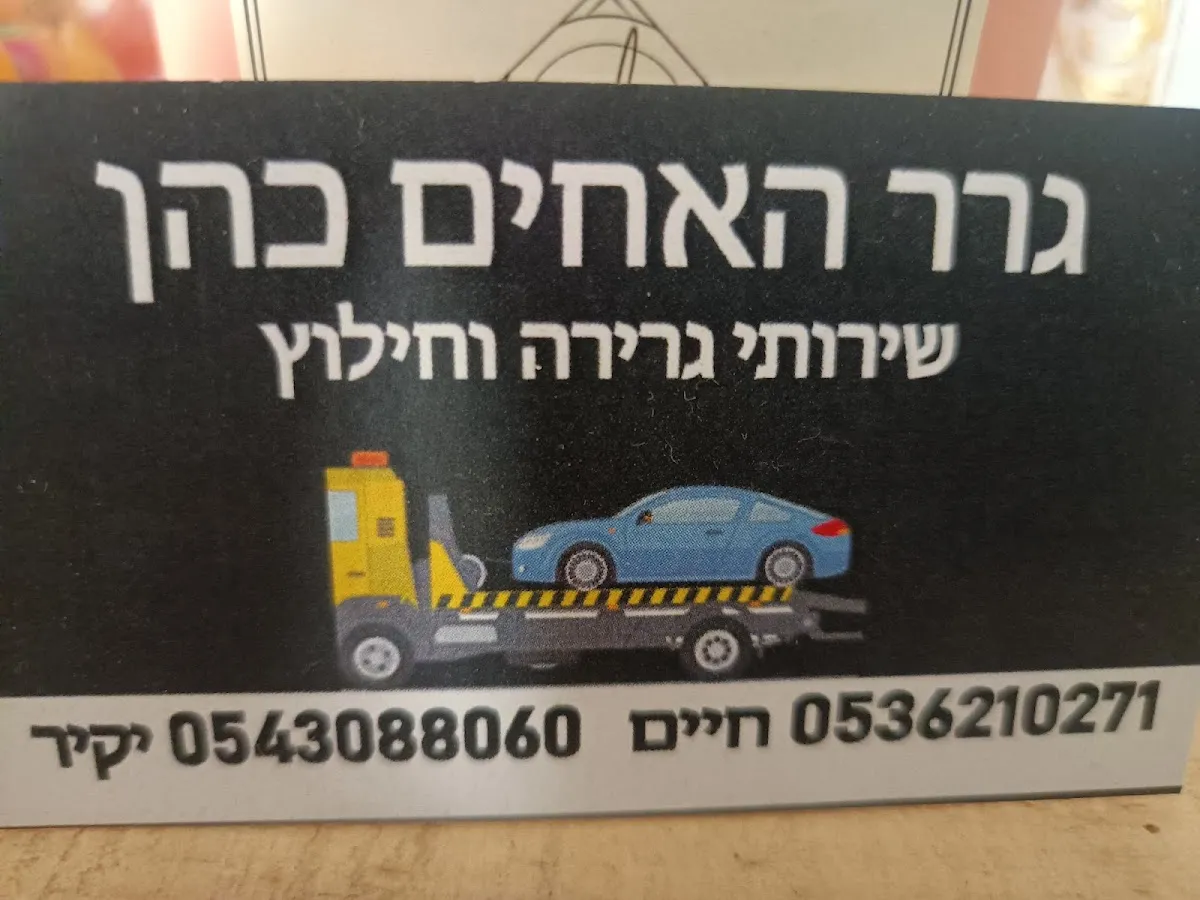 גרר האחים כהן
שירותי גרירה וחילוץ
0536210271 חיים 0543088060 יקיר